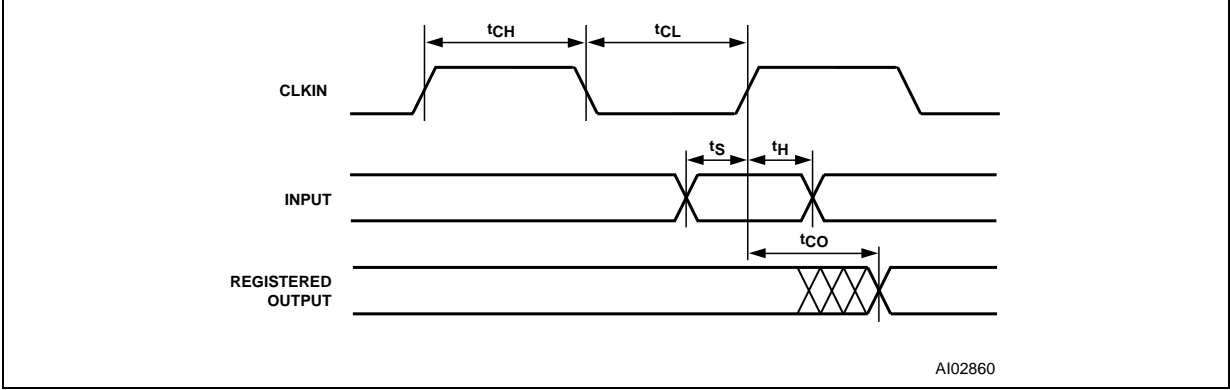 tCH
tCL
CLKIN
tS
tH
INPUT
tCO
REGISTERED
OUTPUT
AI02860